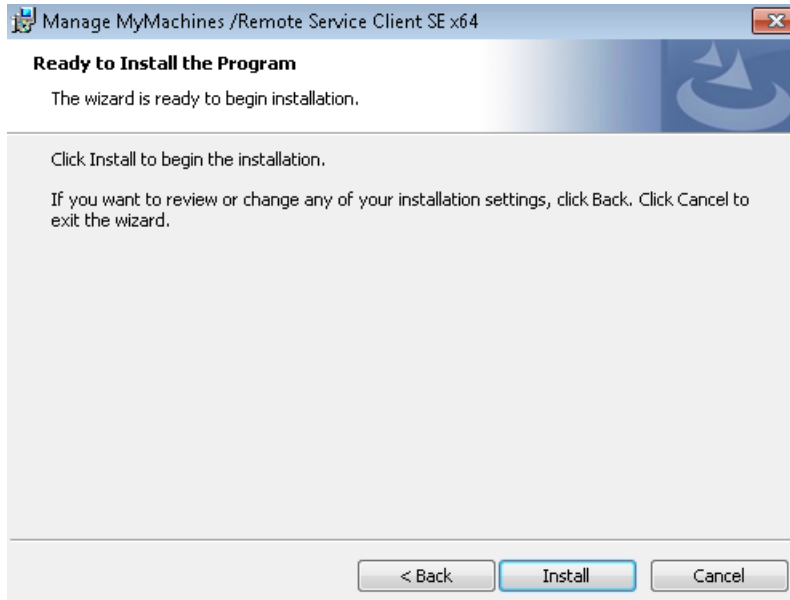 Manage MyMachines /Remote Service Client SE x64
Ready to Install the Program
The wizard is ready to begin installation.
Click Install to begin the installation.
If you want to review or change any of your installation settings, click Back. Click Cancel to
exit the wizard.
< Back
Install
Cancel